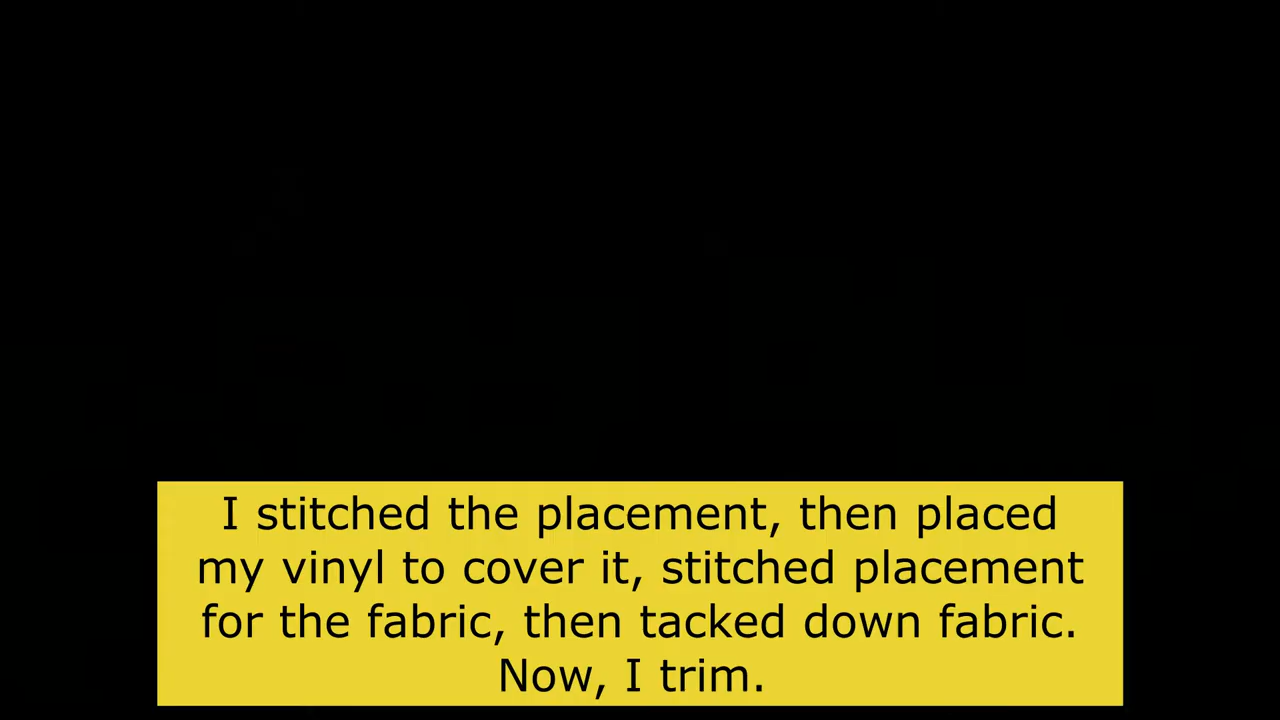 I stitched the placement, then placed
my vinyl to cover it, stitched placement
for the fabric, then tacked down fabric.
Now, I trim.